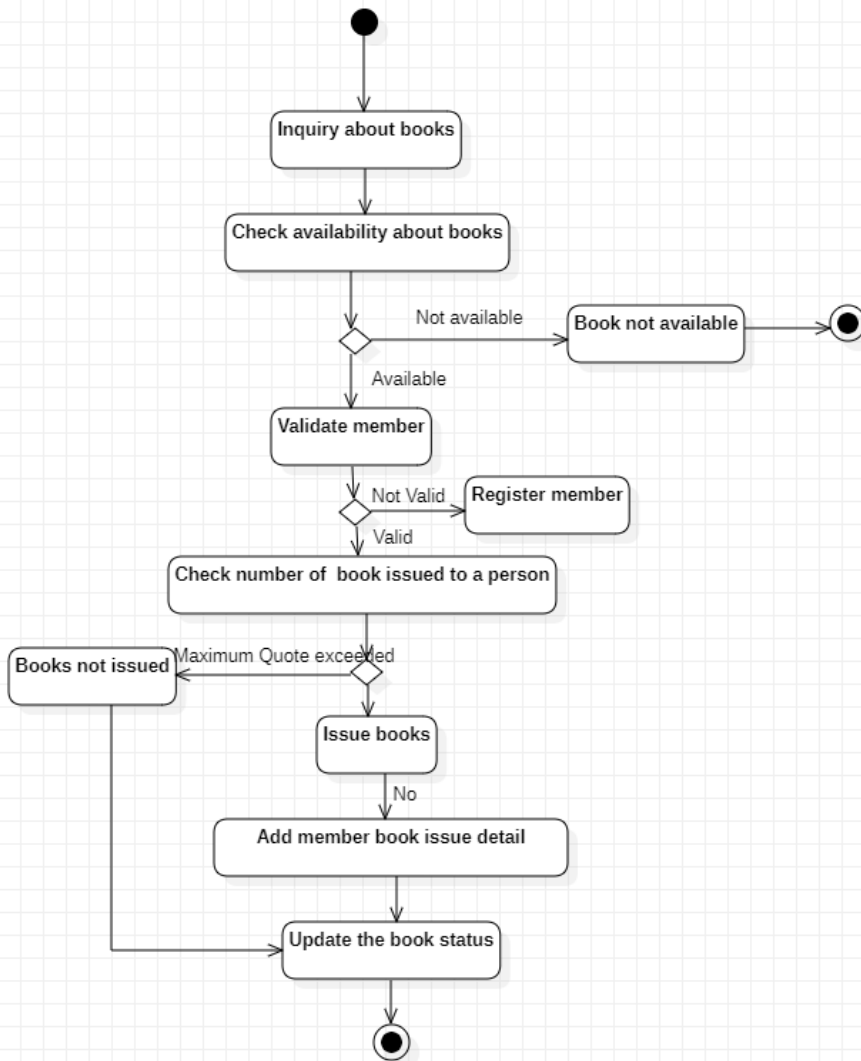 Inquiry about books
Check availability about books
Not available
Book not available
Available
Validate member
Not Valid
Register member
Valid
Check number of  book issued to a person
Maximum Quote exceeded
Books not issued
Issue books
No
Add member book issue detail
Update the book status